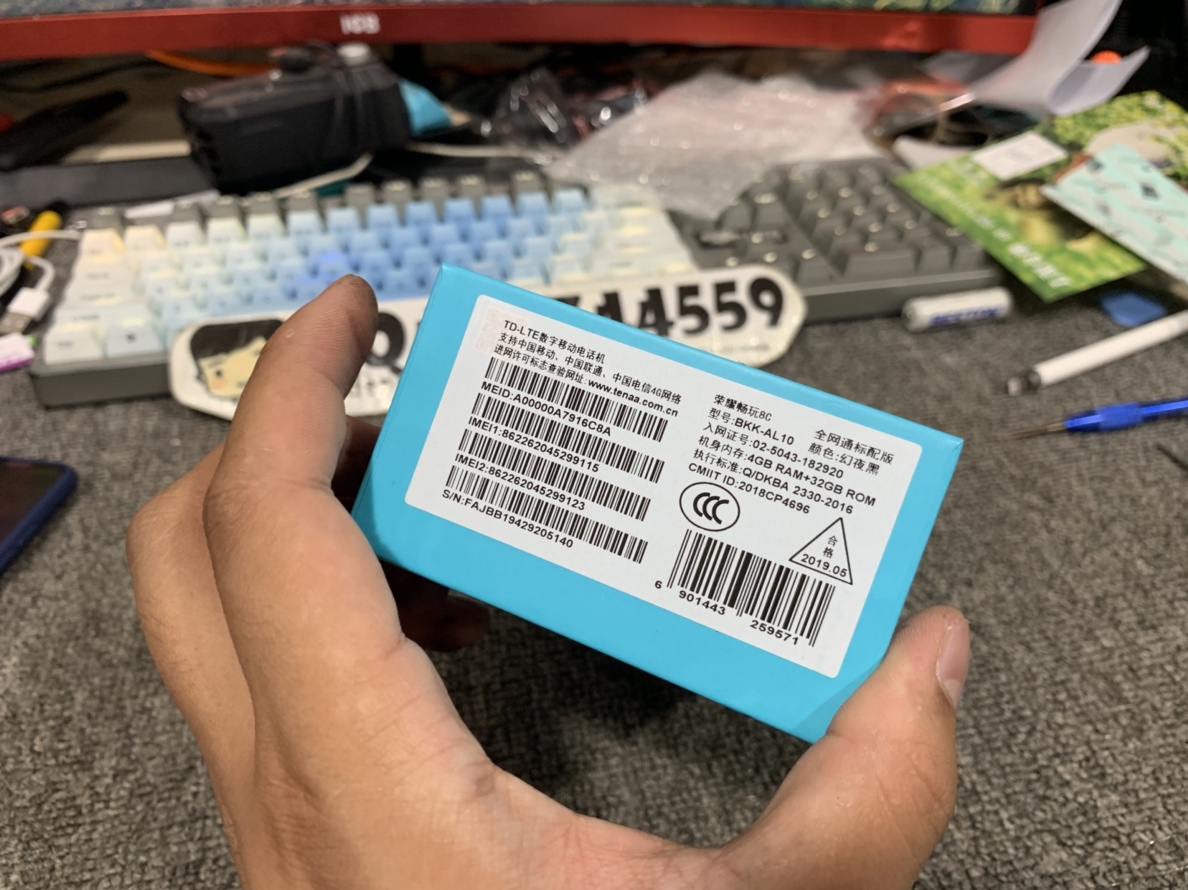 TD-LTE数字移动电话机
支持中国移动、中国联通、中国电信4G网络
进网许可标志查验网址:www.tenaa.com.cn
MEID:A00000A7916C8A
IMEI1:862262045299115
IMEI2:862262045299123
S/N:FAJBB19429205140
荣耀畅玩8C
型号:BKK-AL10 全网通标配版
入网证号:02-5043-182920 颜色:幻夜黑
机身内存:4GB RAM+32GB ROM
执行标准:Q/DKBA 2330-2016
CMIIT ID:2018CP4696
CCC
合格
2019.05
6 901443 259571
14559